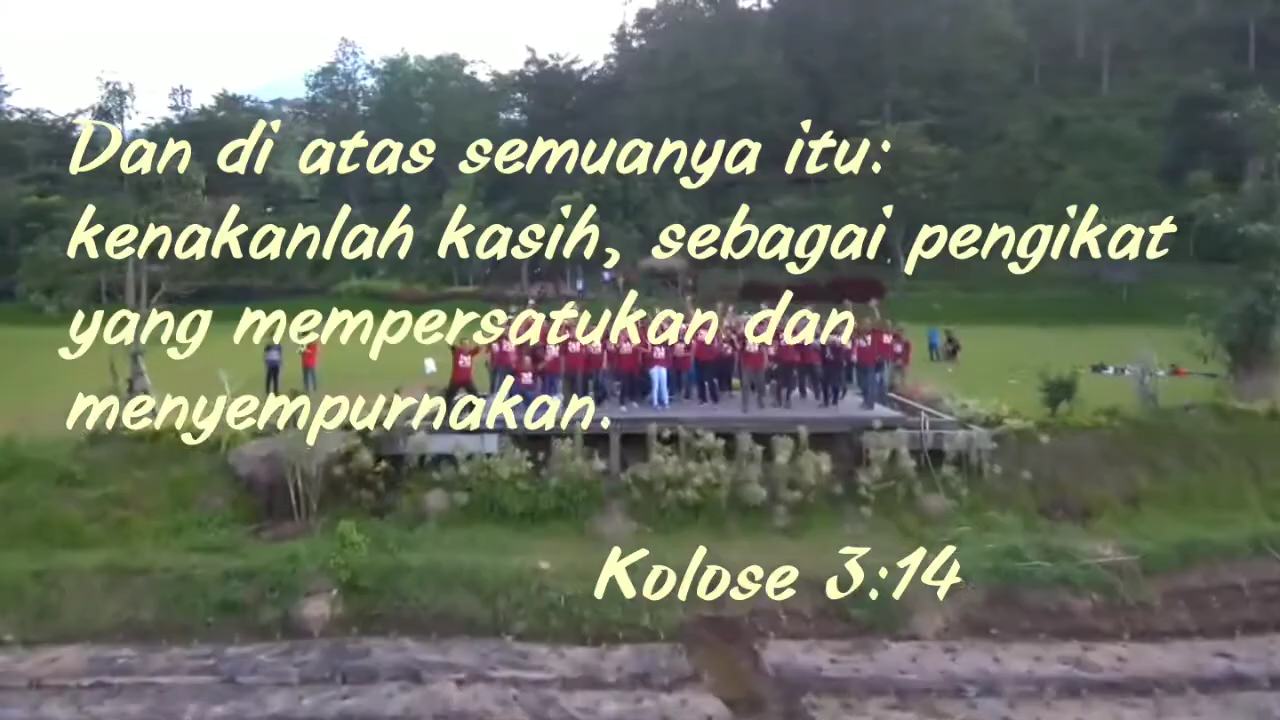 Dan di atas semuanya itu:
kenakanlah kasih, sebagai pengikat
yang mempersatukan dan
menyempurnakan.
Kolose 3:14